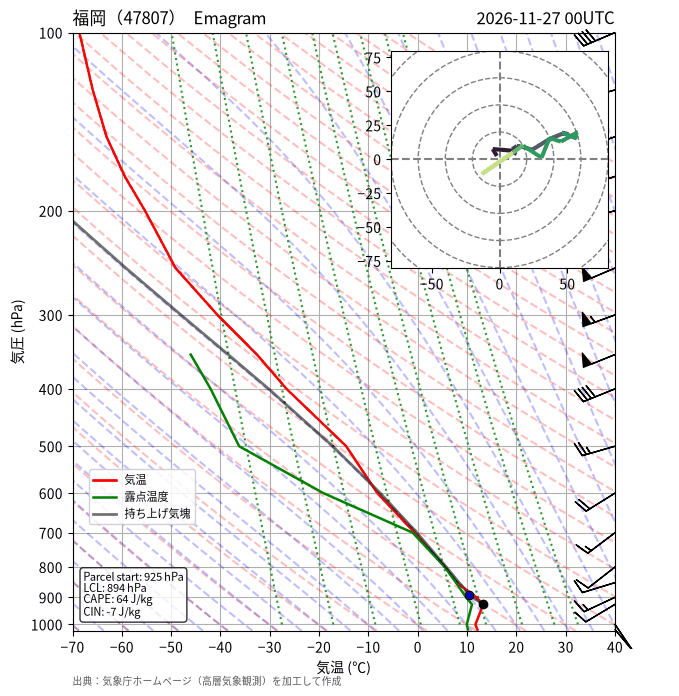 福岡（47807） Emagram
2026-11-27 00UTC
100
200
300
400
500
600
700
800
900
1000
気圧 (hPa)
75
50
25
0
−25
−50
−75
−50
0
50
気温
露点温度
持ち上げ気塊
Parcel start: 925 hPa
LCL: 894 hPa
CAPE: 64 J/kg
CIN: -7 J/kg
−70
−60
−50
−40
−30
−20
−10
0
10
20
30
40
気温 (℃)
出典：気象庁ホームページ（高層気象観測）を加工して作成